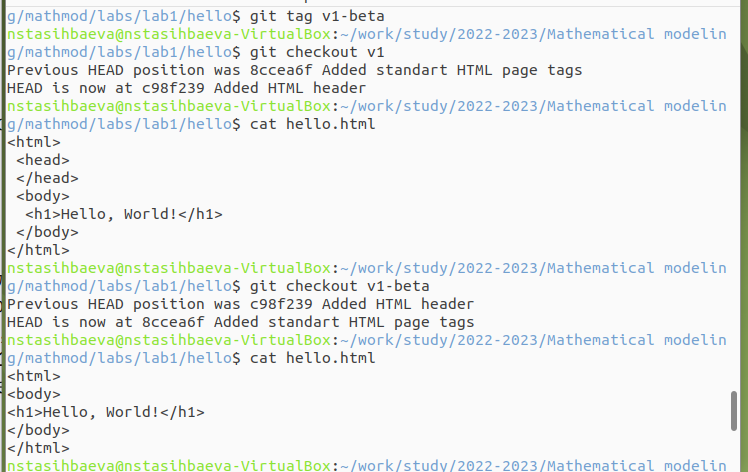 g/mathmod/labs/lab1/hello$ git tag v1-beta
nstasihbaeva@nstasihbaeva-VirtualBox:~/work/study/2022-2023/Mathematical modelin
g/mathmod/labs/lab1/hello$ git checkout v1
Previous HEAD position was 8ccea6f Added standart HTML page tags
HEAD is now at c98f239 Added HTML header
nstasihbaeva@nstasihbaeva-VirtualBox:~/work/study/2022-2023/Mathematical modelin
g/mathmod/labs/lab1/hello$ cat hello.html
<html>
 <head>
 </head>
 <body>
  <h1>Hello, World!</h1>
 </body>
</html>
nstasihbaeva@nstasihbaeva-VirtualBox:~/work/study/2022-2023/Mathematical modelin
g/mathmod/labs/lab1/hello$ git checkout v1-beta
Previous HEAD position was c98f239 Added HTML header
HEAD is now at 8ccea6f Added standart HTML page tags
nstasihbaeva@nstasihbaeva-VirtualBox:~/work/study/2022-2023/Mathematical modelin
g/mathmod/labs/lab1/hello$ cat hello.html
<html>
<body>
<h1>Hello, World!</h1>
</body>
</html>
nstasihbaeva@nstasihbaeva-VirtualBox:~/work/study/2022-2023/Mathematical modelin